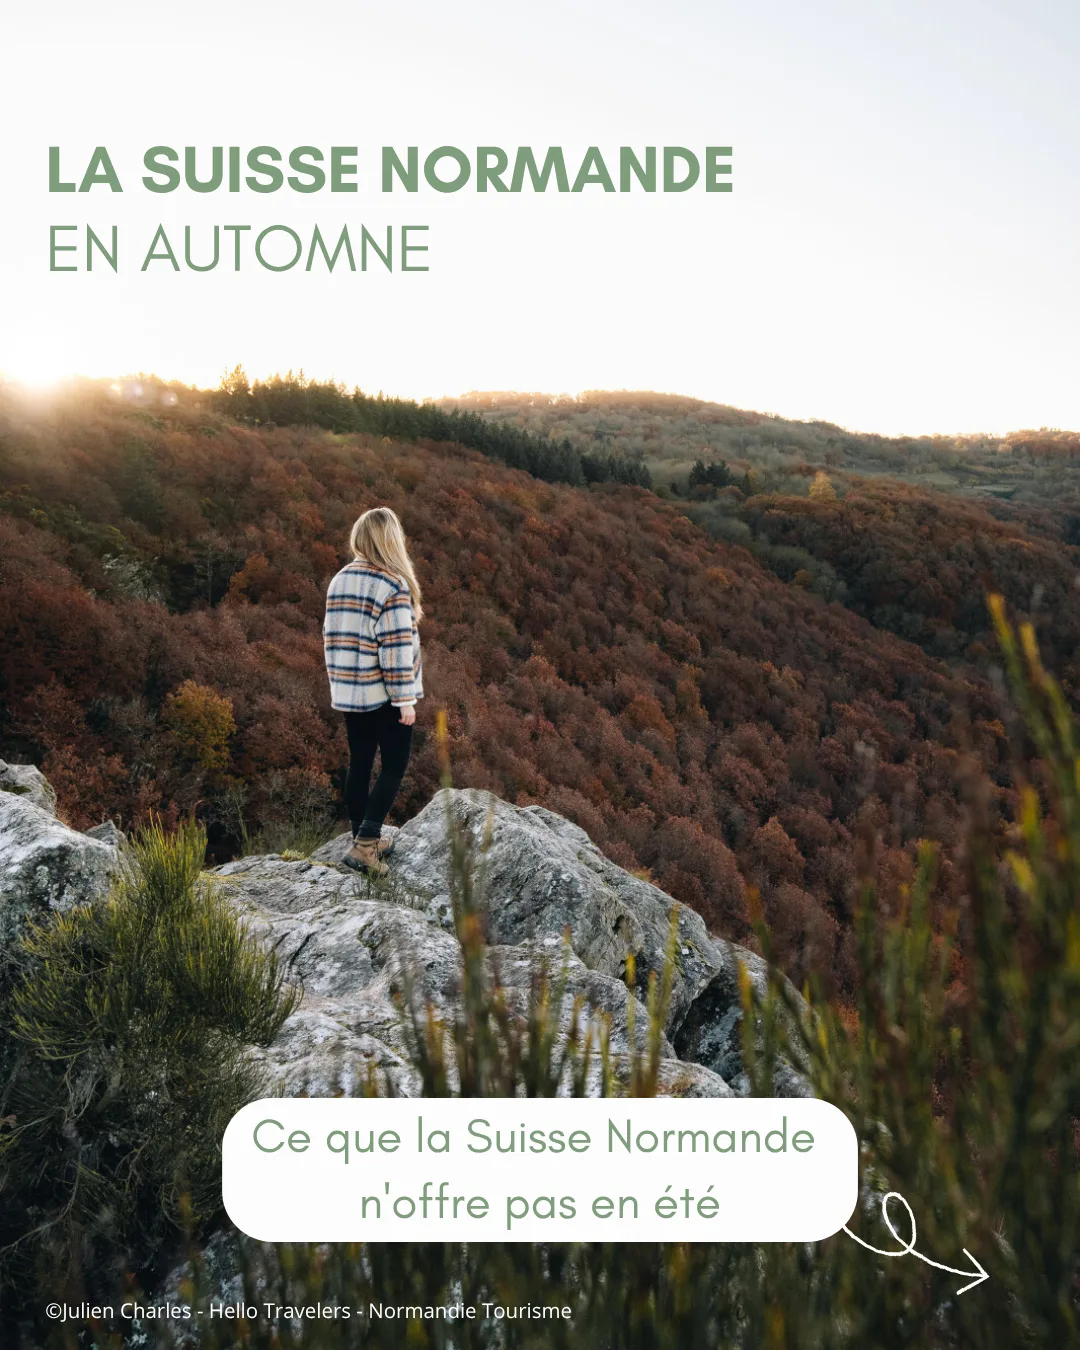 LA SUISSE NORMANDE
EN AUTOMNE
Ce que la Suisse Normande
n'offre pas en été
©Julien Charles - Hello Travelers - Normandie Tourisme